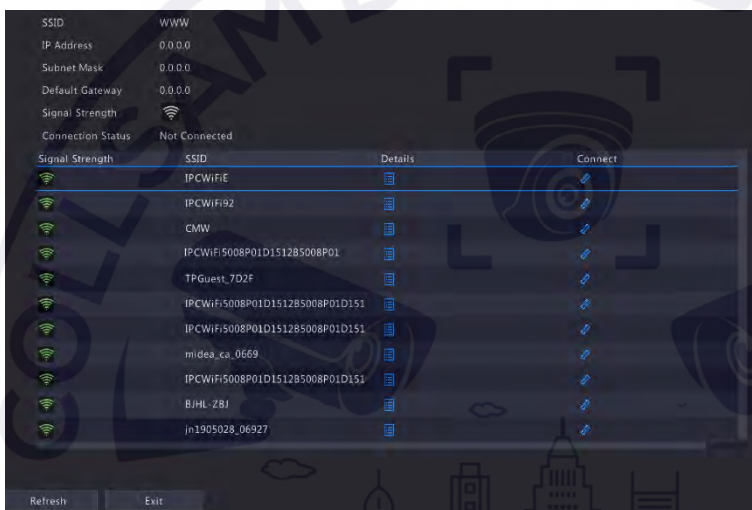 SSID WWW
IP Address 0.0.0.0
Subnet Mask 0.0.0.0
Default Gateway 0.0.0.0
Signal Strength
Connection Status Not Connected
Signal Strength SSID Details Connect
IPCWiFiE
IPCWiFi92
CMW
IPCWiFi5008P01D1512B5008P01
TPGuest_7D2F
IPCWiFi5008P01D1512B5008P01D151
IPCWiFi5008P01D1512B5008P01D151
midea_ca_0669
IPCWiFi5008P01D1512B5008P01D151
BJHL-ZBJ
jn1905028_06927
Refresh Exit